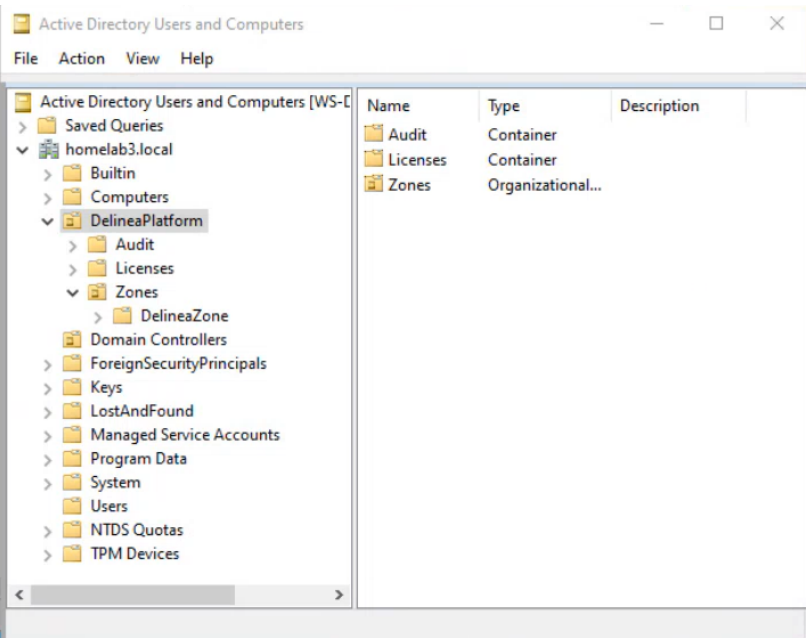 Active Directory Users and Computers
File Action View Help
Active Directory Users and Computers [WS-D
Saved Queries
homelab3.local
Builtin
Computers
DelineaPlatform
Audit
Licenses
Zones
DelineaZone
Domain Controllers
ForeignSecurityPrincipals
Keys
LostAndFound
Managed Service Accounts
Program Data
System
Users
NTDS Quotas
TPM Devices
Name Type Description
Audit Container
Licenses Container
Zones Organizational...